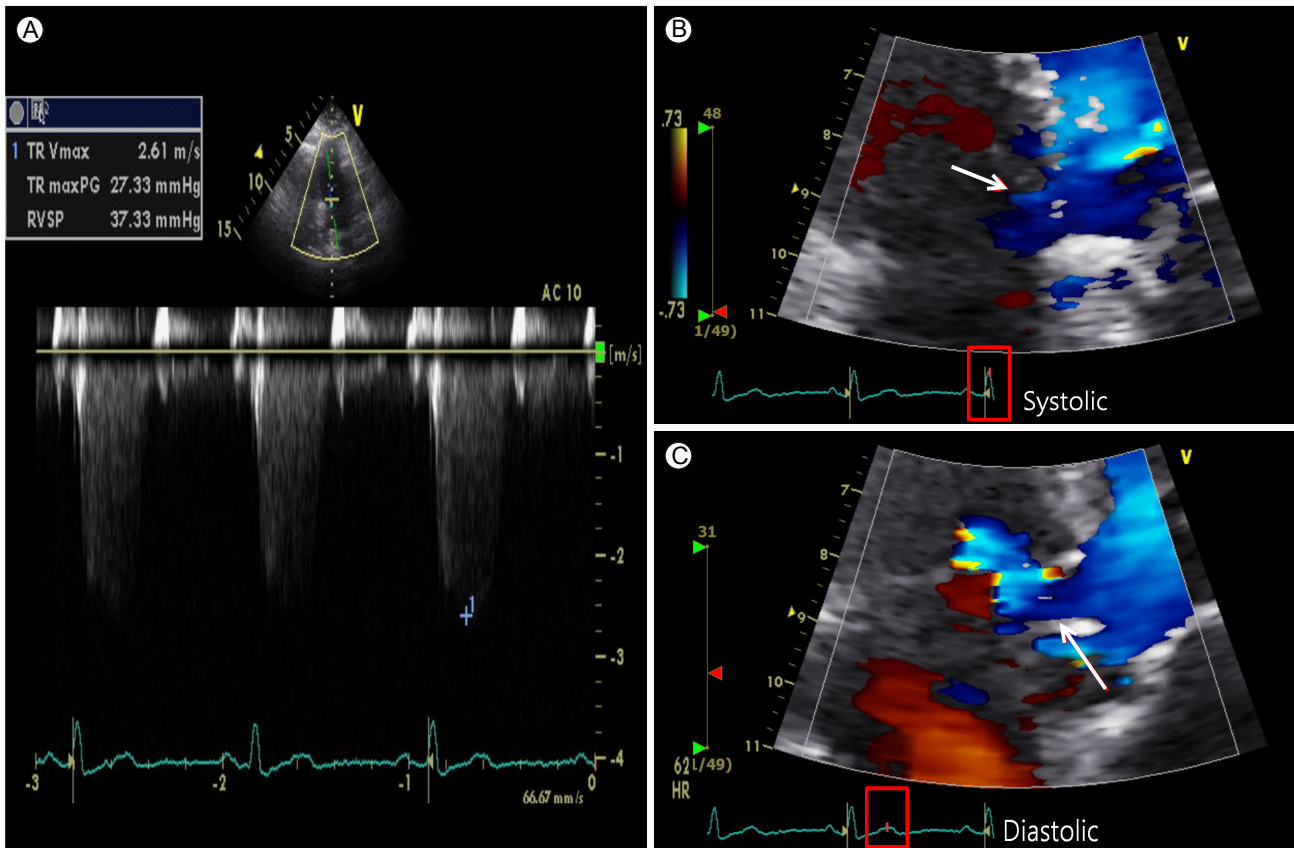 A
1 TR Vmax 2.61 m/s
TR maxPG 27.33 mmHg
RVSP 37.33 mmHg
V
5
10
15
AC 10
[m/s]
-1
-2
-3
-4
-3 -2 -1 0
66.67 mm/s
B
V
7
8
9
10
11
.73
-.73
48
1/49)
Systolic
C
V
7
8
9
10
11
31
62 1/49)
HR
Diastolic